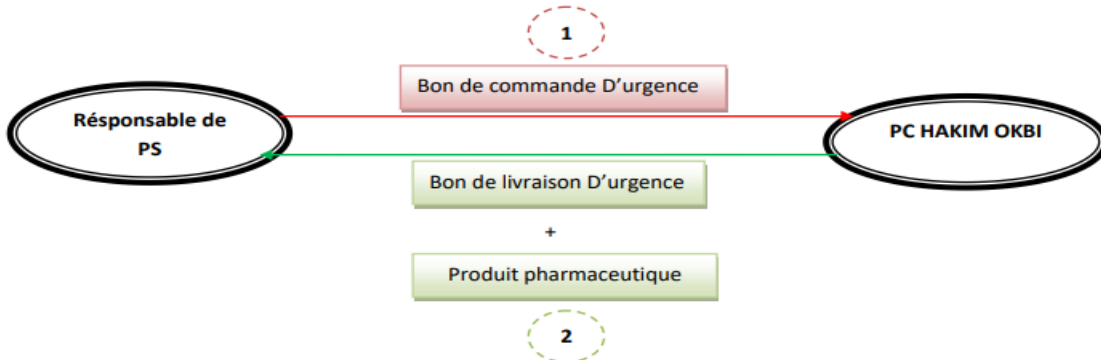 1
Bon de commande D’urgence
Résponsable de
PS
PC HAKIM OKBI
Bon de livraison D’urgence
+
Produit pharmaceutique
2